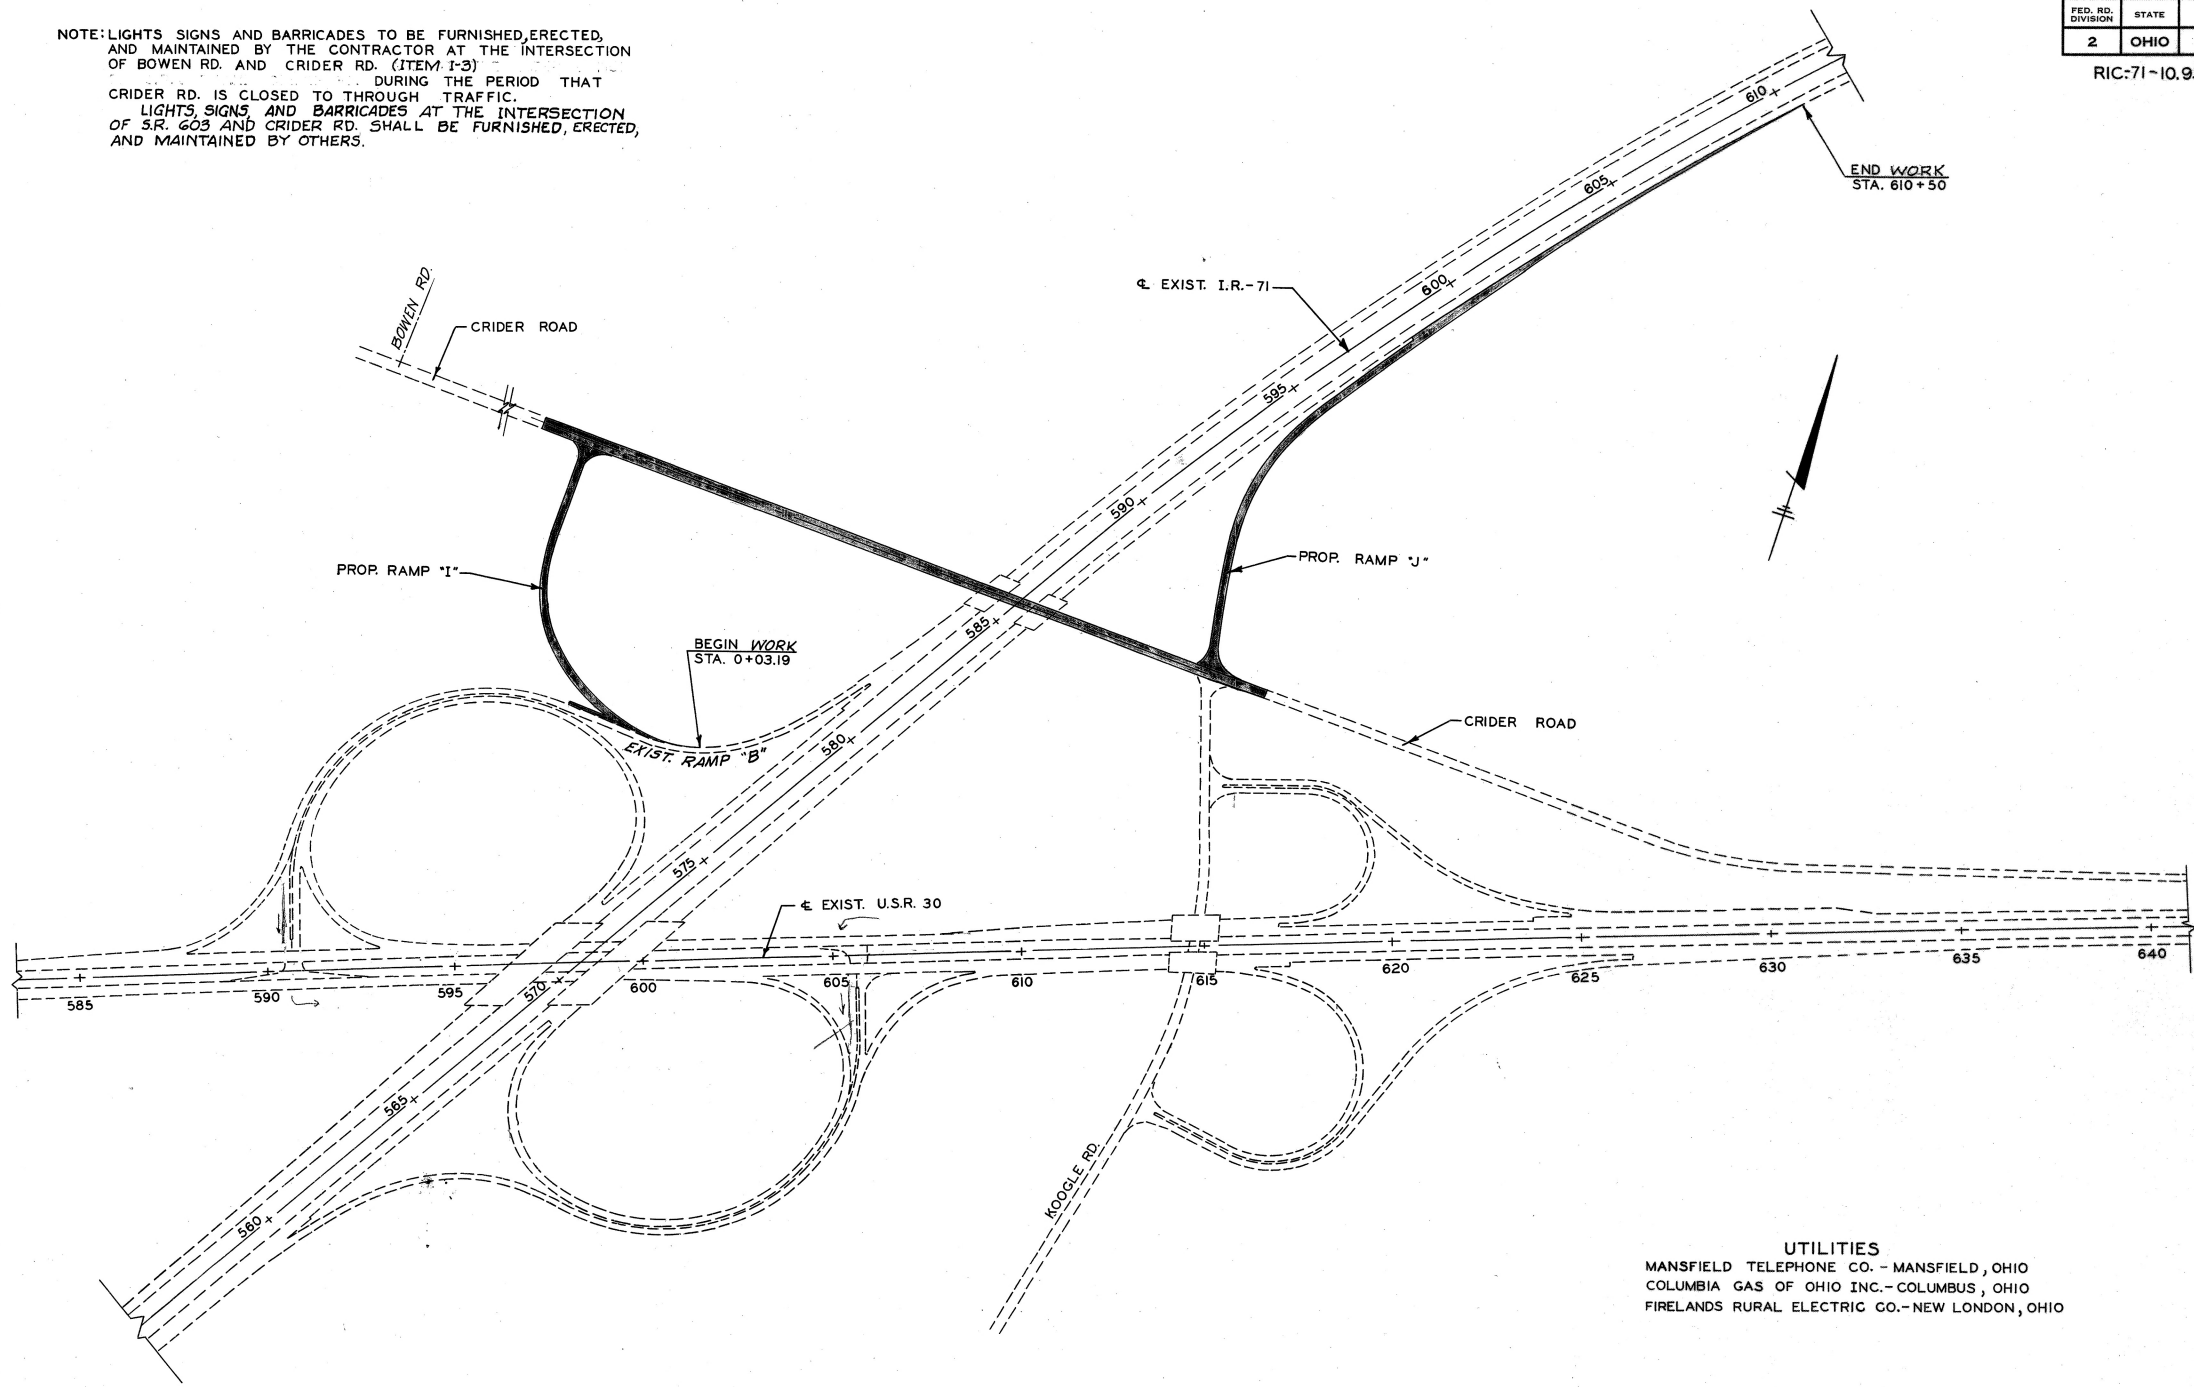 NOTE: LIGHTS SIGNS AND BARRICADES TO BE FURNISHED, ERECTED,
AND MAINTAINED BY THE CONTRACTOR AT THE INTERSECTION
OF BOWEN RD. AND CRIDER RD. (ITEM I-3)
DURING THE PERIOD THAT
CRIDER RD. IS CLOSED TO THROUGH TRAFFIC.
LIGHTS, SIGNS, AND BARRICADES AT THE INTERSECTION
OF S.R. 603 AND CRIDER RD. SHALL BE FURNISHED, ERECTED,
AND MAINTAINED BY OTHERS.
FED. RD.
DIVISION
STATE
2
OHIO
RIC-71-10.9
610
END WORK
STA. 610+50
605
600
℄ EXIST. I.R.-71
BOWEN RD.
CRIDER ROAD
595
590
PROP. RAMP "I"
PROP. RAMP "J"
585
BEGIN WORK
STA. 0+03.19
EXIST. RAMP "B"
580
CRIDER ROAD
575
℄ EXIST. U.S.R. 30
585
590
595
570
600
605
610
615
620
625
630
635
640
565
560
KOOGLE RD.
UTILITIES
MANSFIELD TELEPHONE CO. - MANSFIELD, OHIO
COLUMBIA GAS OF OHIO INC. - COLUMBUS, OHIO
FIRELANDS RURAL ELECTRIC CO. - NEW LONDON, OHIO